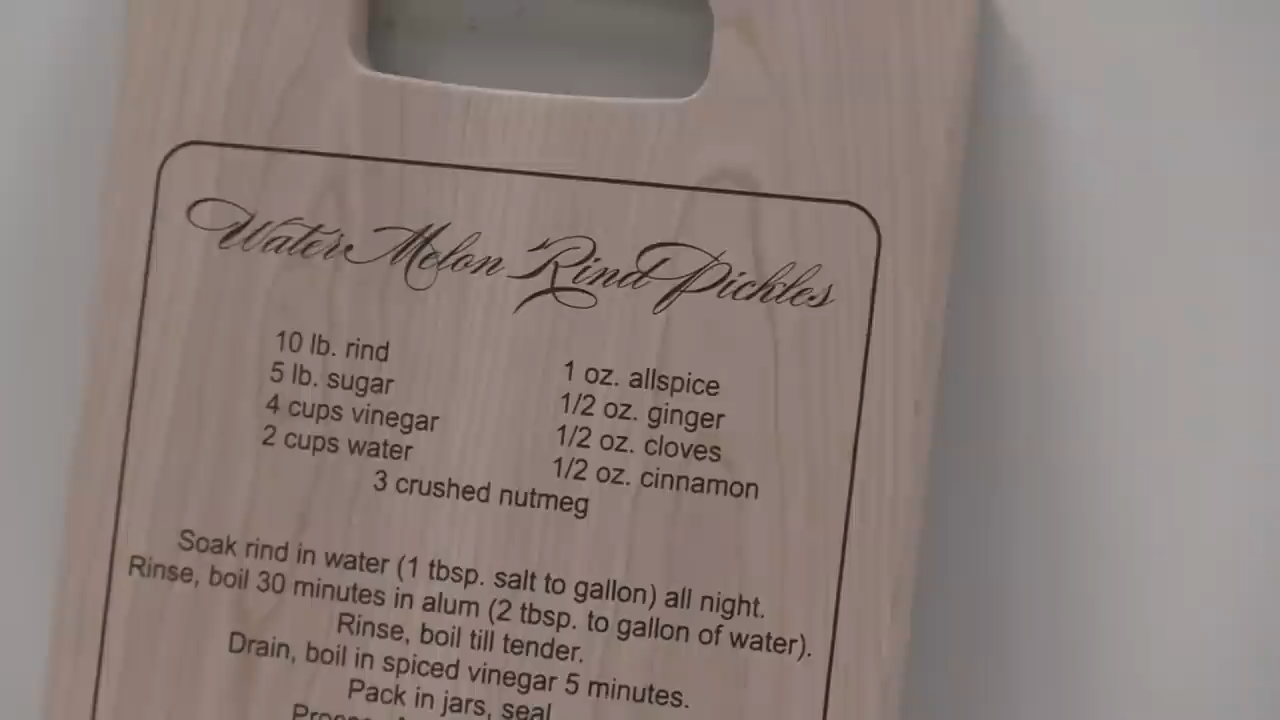 Water Melon Rind Pickles
10 lb. rind
5 lb. sugar
4 cups vinegar
2 cups water
1 oz. allspice
1/2 oz. ginger
1/2 oz. cloves
1/2 oz. cinnamon
3 crushed nutmeg
Soak rind in water (1 tbsp. salt to gallon) all night.
Rinse, boil 30 minutes in alum (2 tbsp. to gallon of water).
Rinse, boil till tender.
Drain, boil in spiced vinegar 5 minutes.
Pack in jars, seal